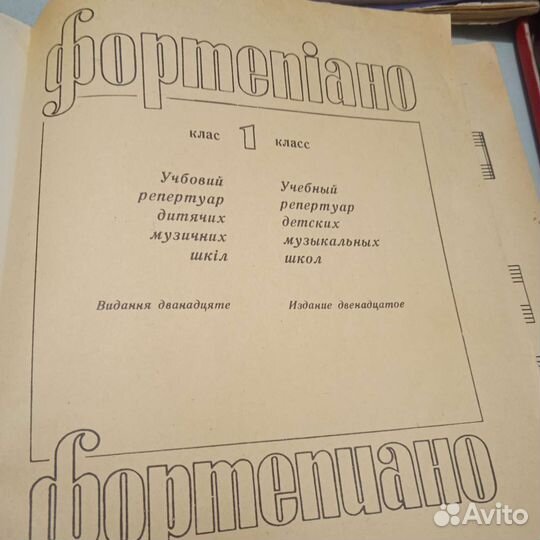 фортепіано
клас 1 класс
Учбовий
репертуар
дитячих
музичних
шкіл
Учебный
репертуар
детских
музыкальных
школ
Видання дванадцяте
Издание двенадцатое
фортепиано
Avito